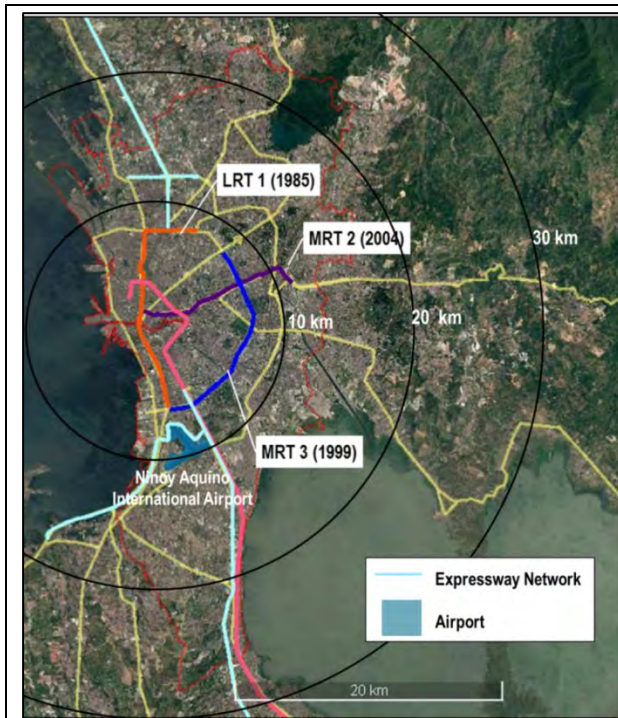 LRT 1 (1985)
MRT 2 (2004)
30 km
10 km
20 km
MRT 3 (1999)
Ninoy Aquino
International Airport
Expressway Network
Airport
20 km